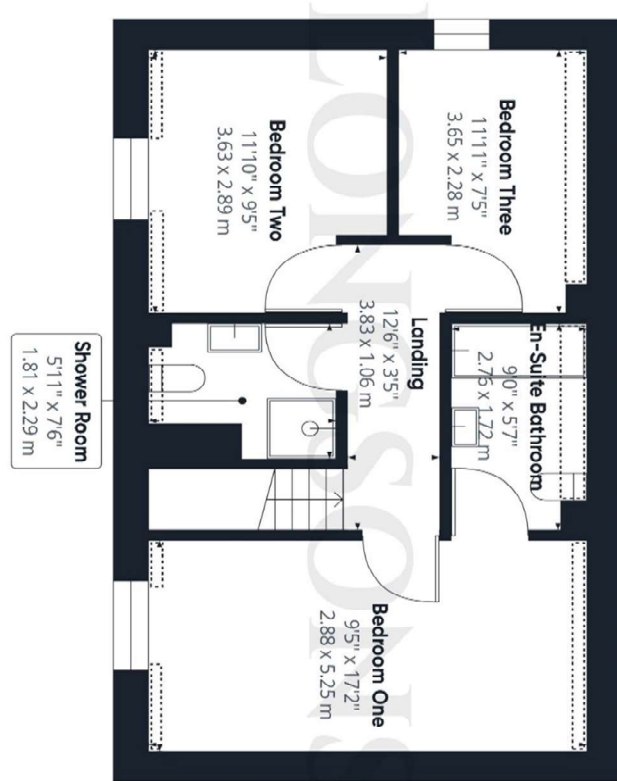 Bedroom Three
11'11" x 7'5"
3.65 x 2.28 m
Bedroom Two
11'10" x 9'5"
3.63 x 2.89 m
En-Suite Bathroom
9'0" x 5'7"
2.76 x 1.72 m
Landing
12'6" x 3'5"
3.83 x 1.06 m
Shower Room
5'11" x 7'6"
1.81 x 2.29 m
Bedroom One
9'5" x 17'2"
2.88 x 5.25 m
LONGSONS